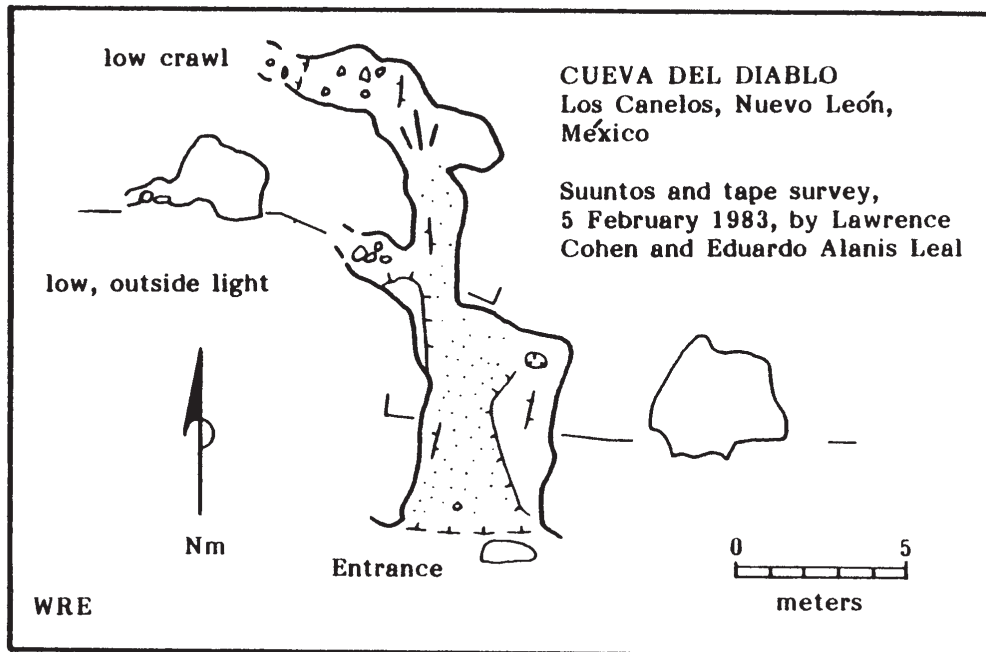 low crawl
CUEVA DEL DIABLO
Los Canelos, Nuevo León,
México
Suuntos and tape survey,
5 February 1983, by Lawrence
Cohen and Eduardo Alanis Leal
low, outside light
Nm
Entrance
0 5
meters
WRE